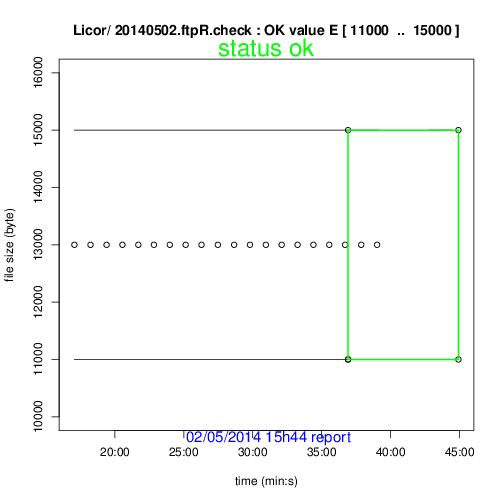 Licor/ 20140502.ftpR.check : OK value E [ 11000 .. 15000 ]
status ok
16000
15000
14000
13000
12000
11000
10000
file size (byte)
02/05/2014 15h44 report
20:00 25:00 30:00 35:00 40:00 45:00
time (min:s)